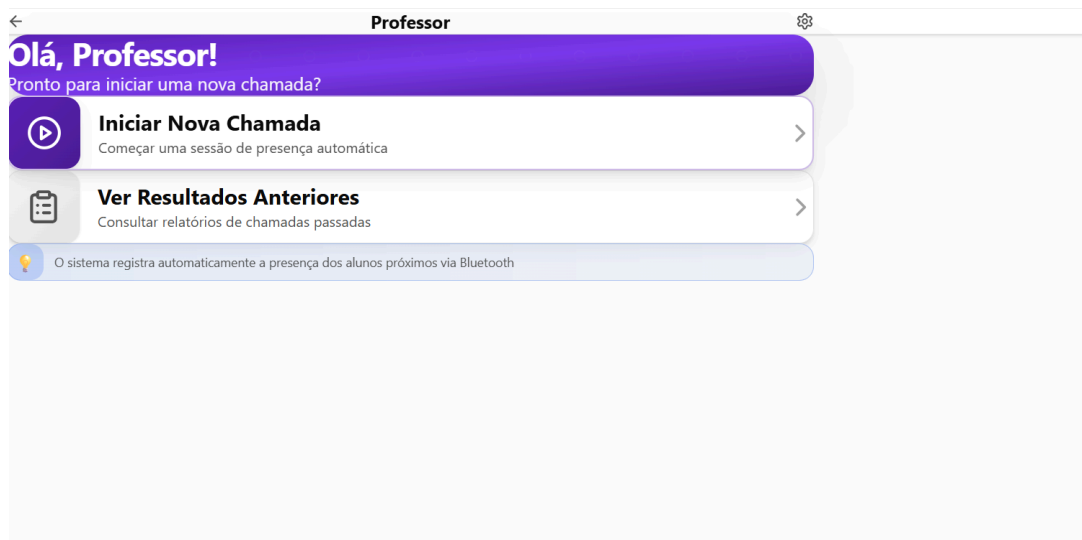 Professor
Olá, Professor!
Pronto para iniciar uma nova chamada?
Iniciar Nova Chamada
Começar uma sessão de presença automática
Ver Resultados Anteriores
Consultar relatórios de chamadas passadas
O sistema registra automaticamente a presença dos alunos próximos via Bluetooth